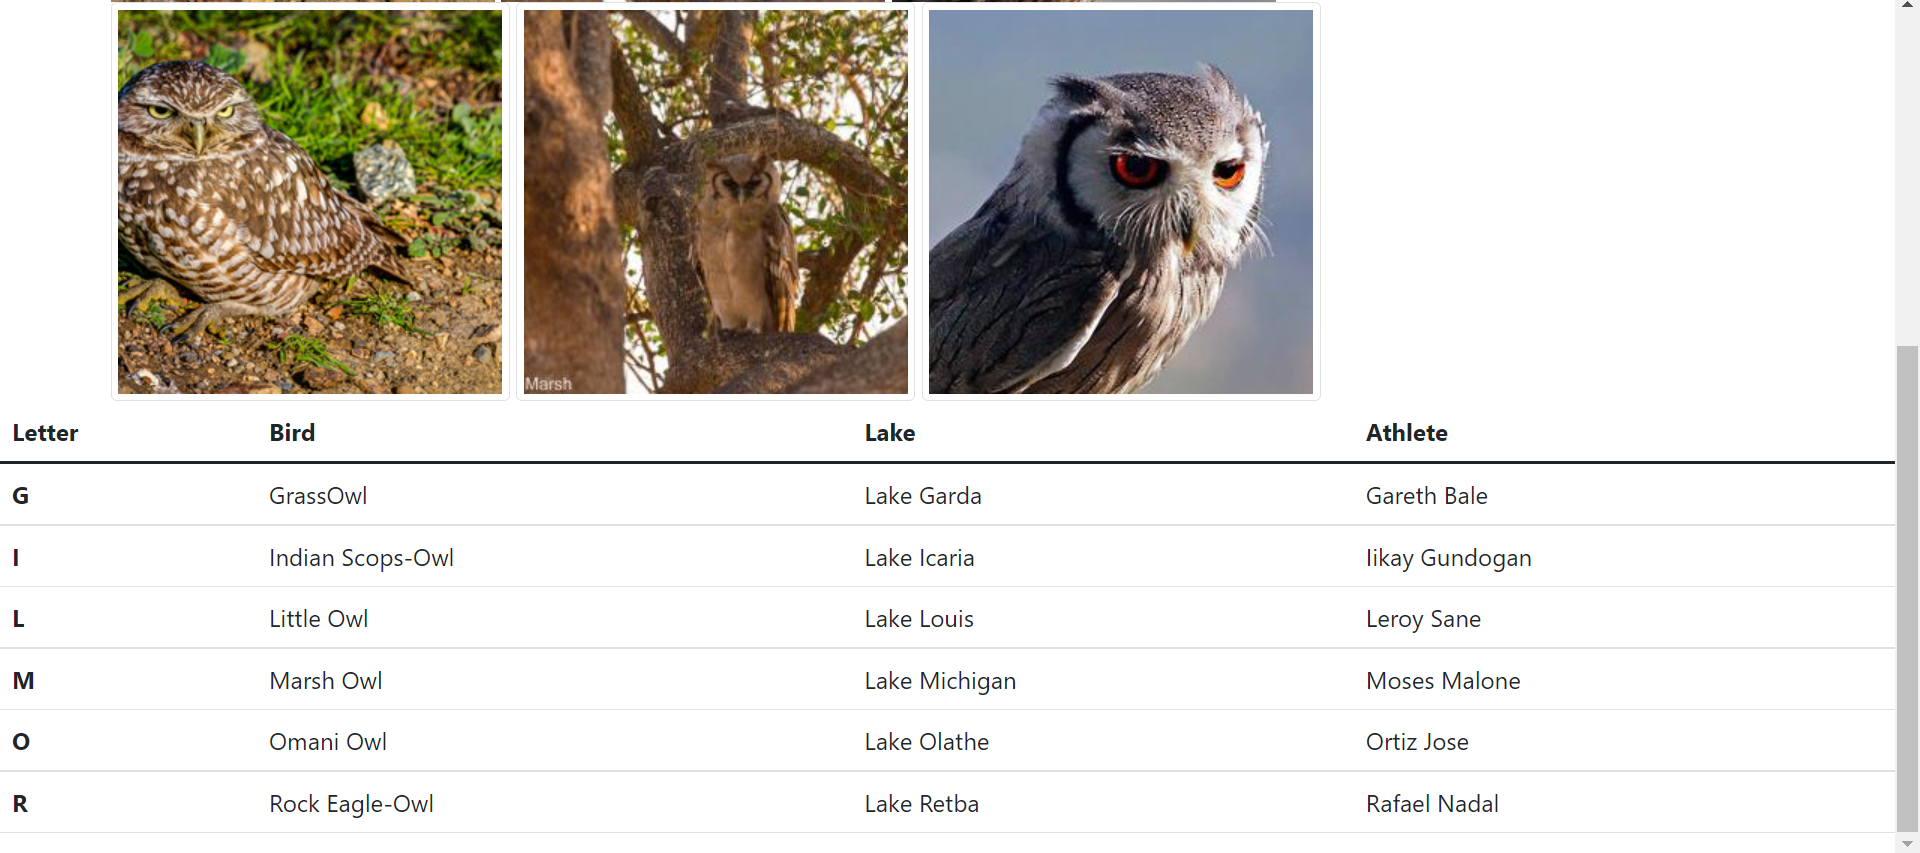 Marsh
Letter Bird Lake Athlete
G GrassOwl Lake Garda Gareth Bale
I Indian Scops-Owl Lake Icaria Iikay Gundogan
L Little Owl Lake Louis Leroy Sane
M Marsh Owl Lake Michigan Moses Malone
O Omani Owl Lake Olathe Ortiz Jose
R Rock Eagle-Owl Lake Retba Rafael Nadal